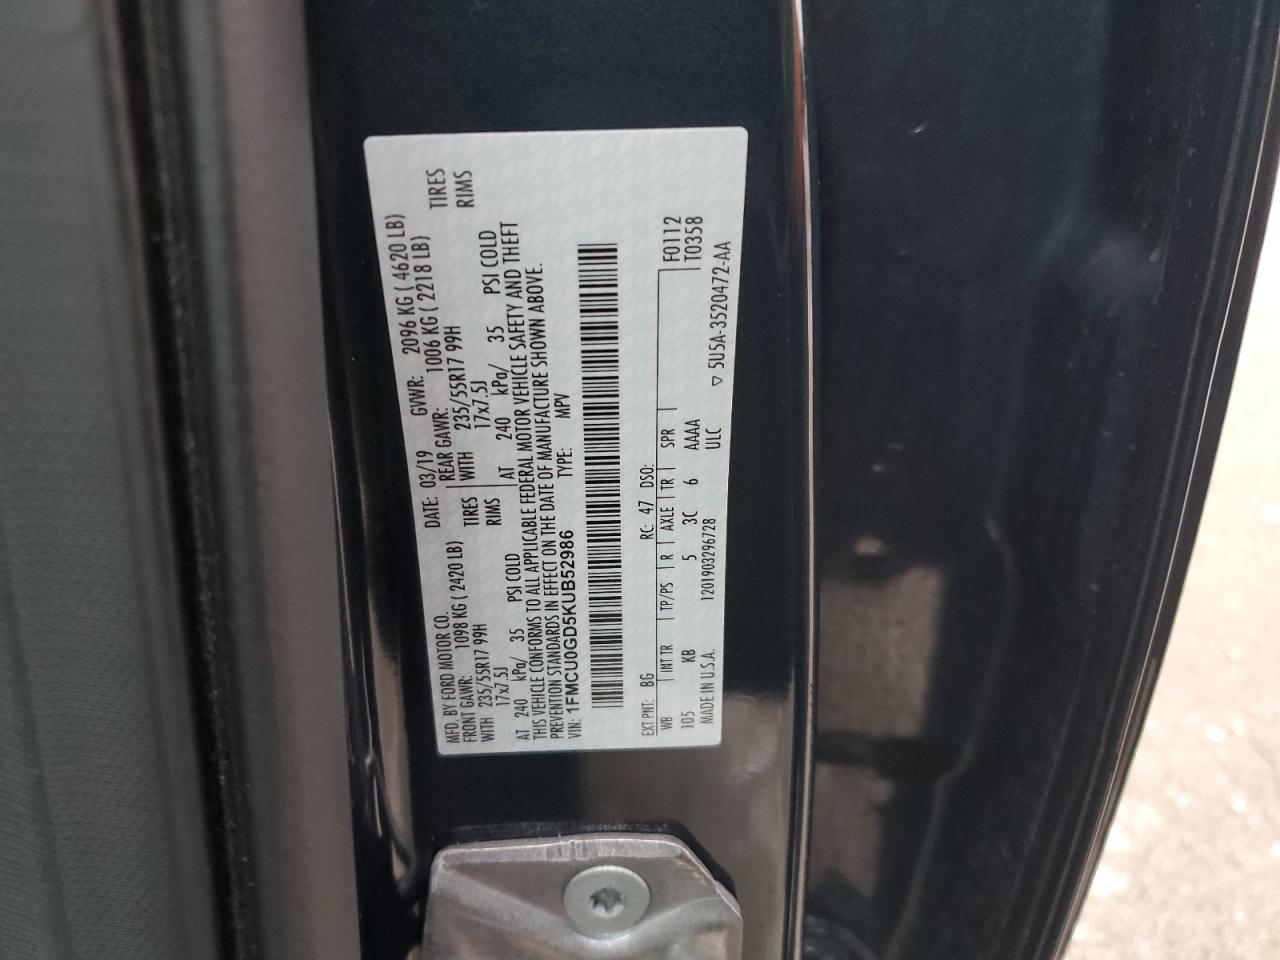 MFD. BY FORD MOTOR CO. DATE: 03/19 GVWR: 2096 KG ( 4620 LB)
FRONT GAWR: 1098 KG ( 2420 LB) REAR GAWR: 1006 KG ( 2218 LB)
WITH 235/55R17 99H TIRES WITH 235/55R17 99H TIRES
17x7.5J RIMS 17x7.5J RIMS
AT 240 kPa/ 35 PSI COLD AT 240 kPa/ 35 PSI COLD
THIS VEHICLE CONFORMS TO ALL APPLICABLE FEDERAL MOTOR VEHICLE SAFETY AND THEFT
PREVENTION STANDARDS IN EFFECT ON THE DATE OF MANUFACTURE SHOWN ABOVE.
VIN: 1FMCU0GD5KUB52986 TYPE: MPV
EXT PNT: BG RC: 47 DSO: F0112
WB INT TR TP/PS R AXLE TR SPR T0358
105 KB 5 3C 6 AAAA
MADE IN U.S.A. 1201903296728 ULC ▽ 5U5A-3520472-AA